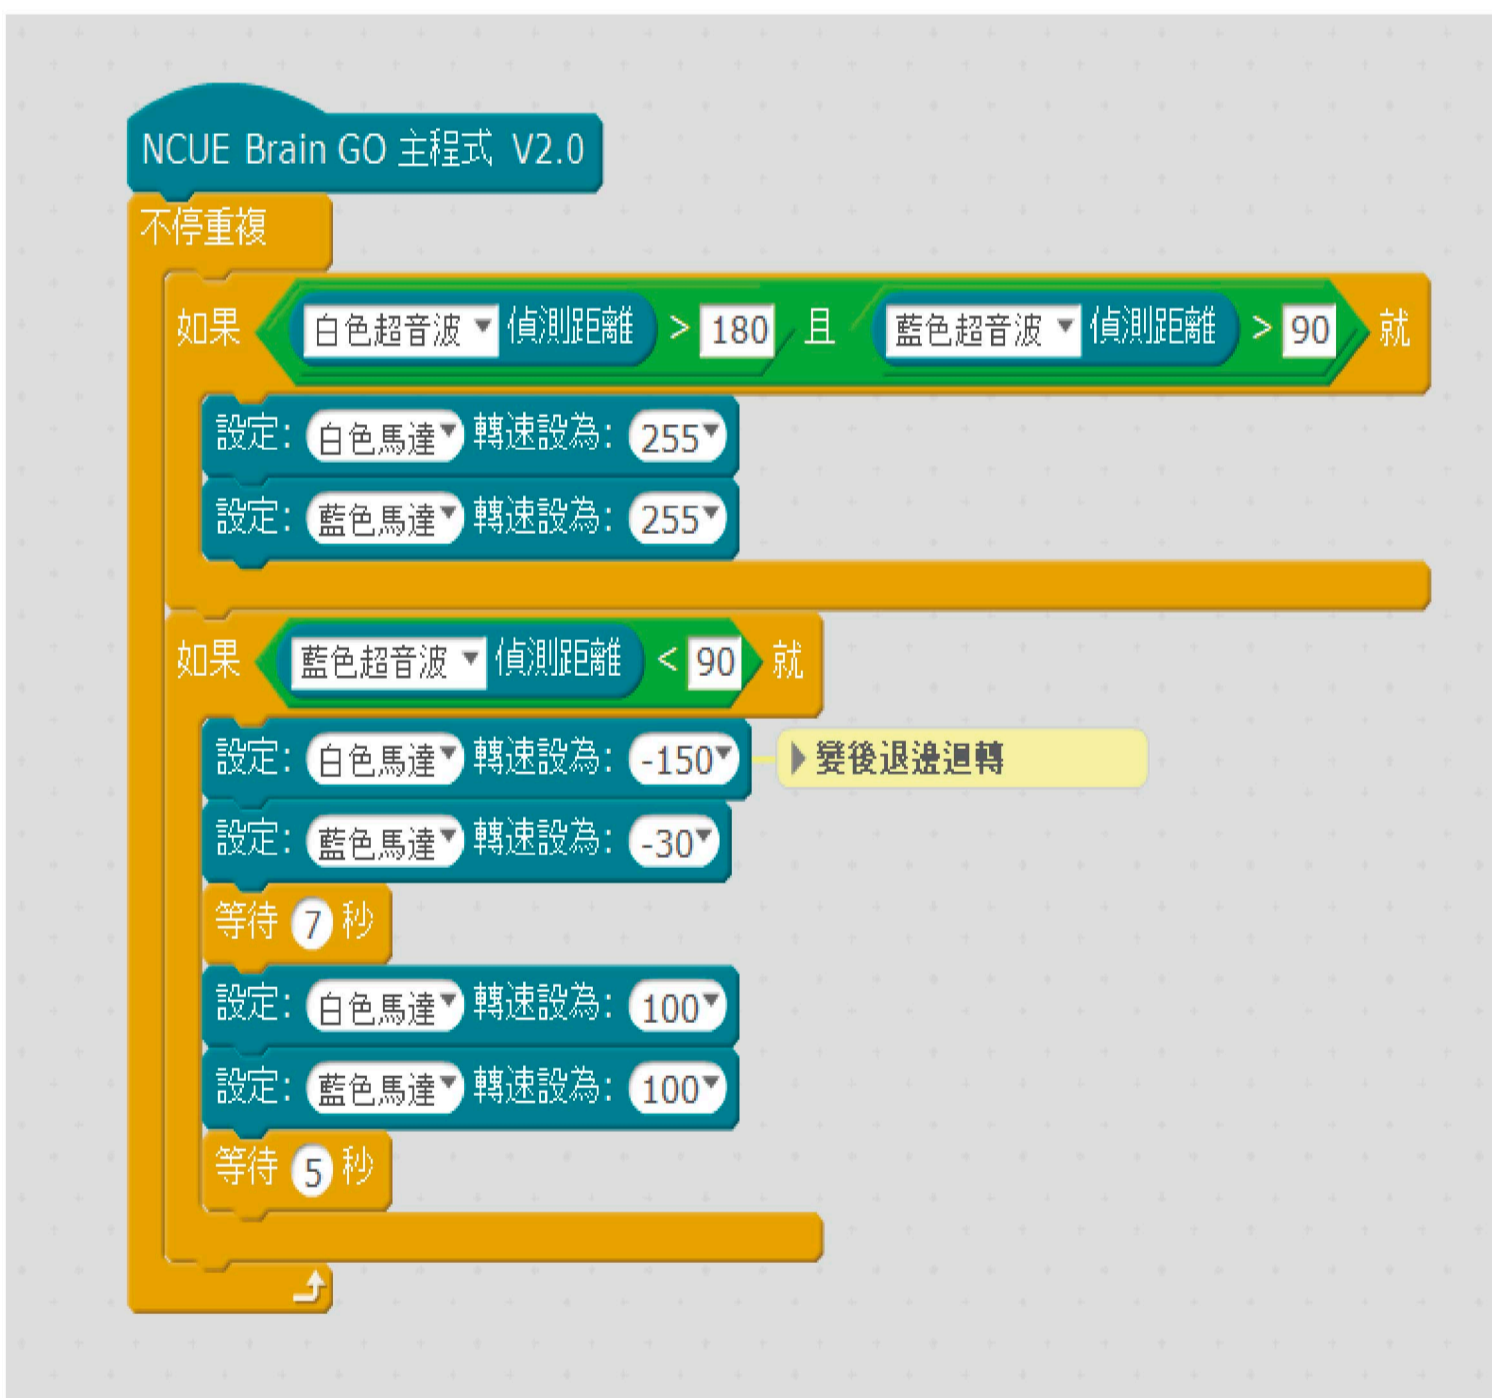 NCUE Brain GO 主程式 V2.0
不停重複
如果 白色超音波 偵測距離 > 180 且 藍色超音波 偵測距離 > 90 就
設定: 白色馬達 轉速設為: 255
設定: 藍色馬達 轉速設為: 255
如果 藍色超音波 偵測距離 < 90 就
設定: 白色馬達 轉速設為: -150 變後退邊迴轉
設定: 藍色馬達 轉速設為: -30
等待 7 秒
設定: 白色馬達 轉速設為: 100
設定: 藍色馬達 轉速設為: 100
等待 5 秒